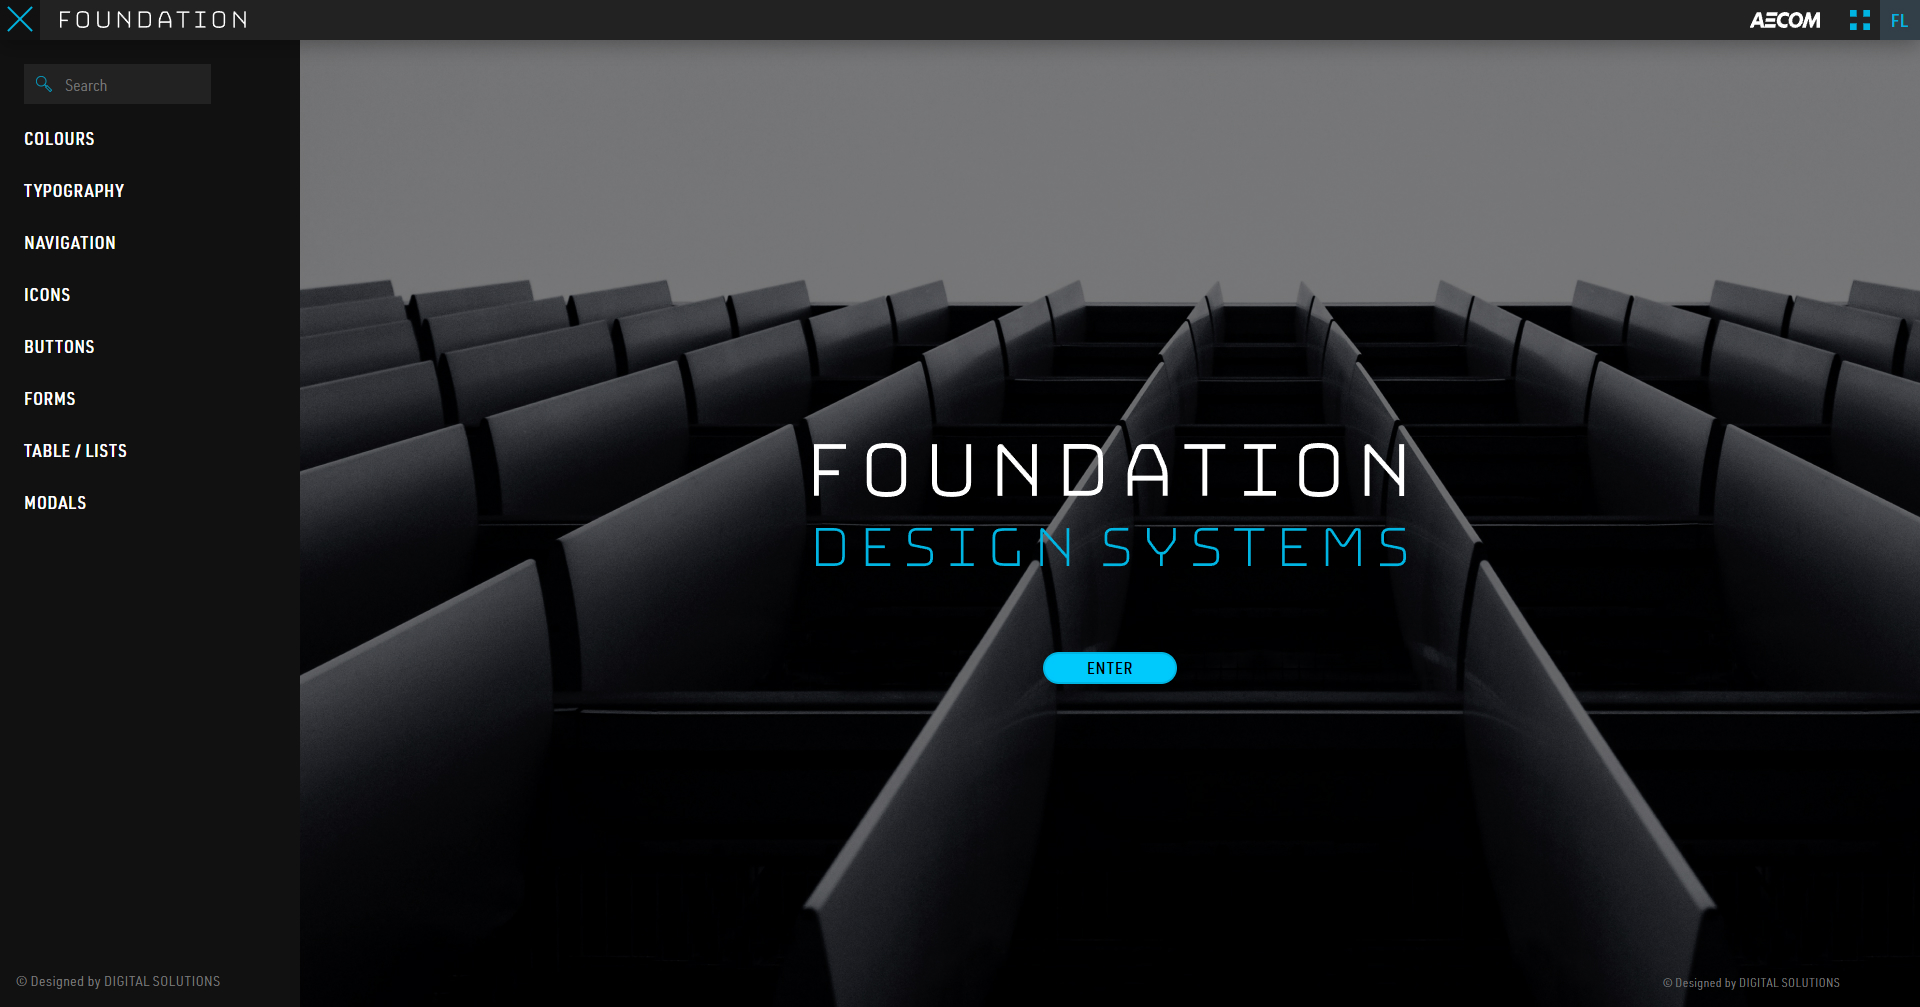 FOUNDATION
AECOM
FL
Search
COLOURS
TYPOGRAPHY
NAVIGATION
ICONS
BUTTONS
FORMS
TABLE / LISTS
MODALS
FOUNDATION
DESIGN SYSTEMS
ENTER
© Designed by DIGITAL SOLUTIONS
© Designed by DIGITAL SOLUTIONS